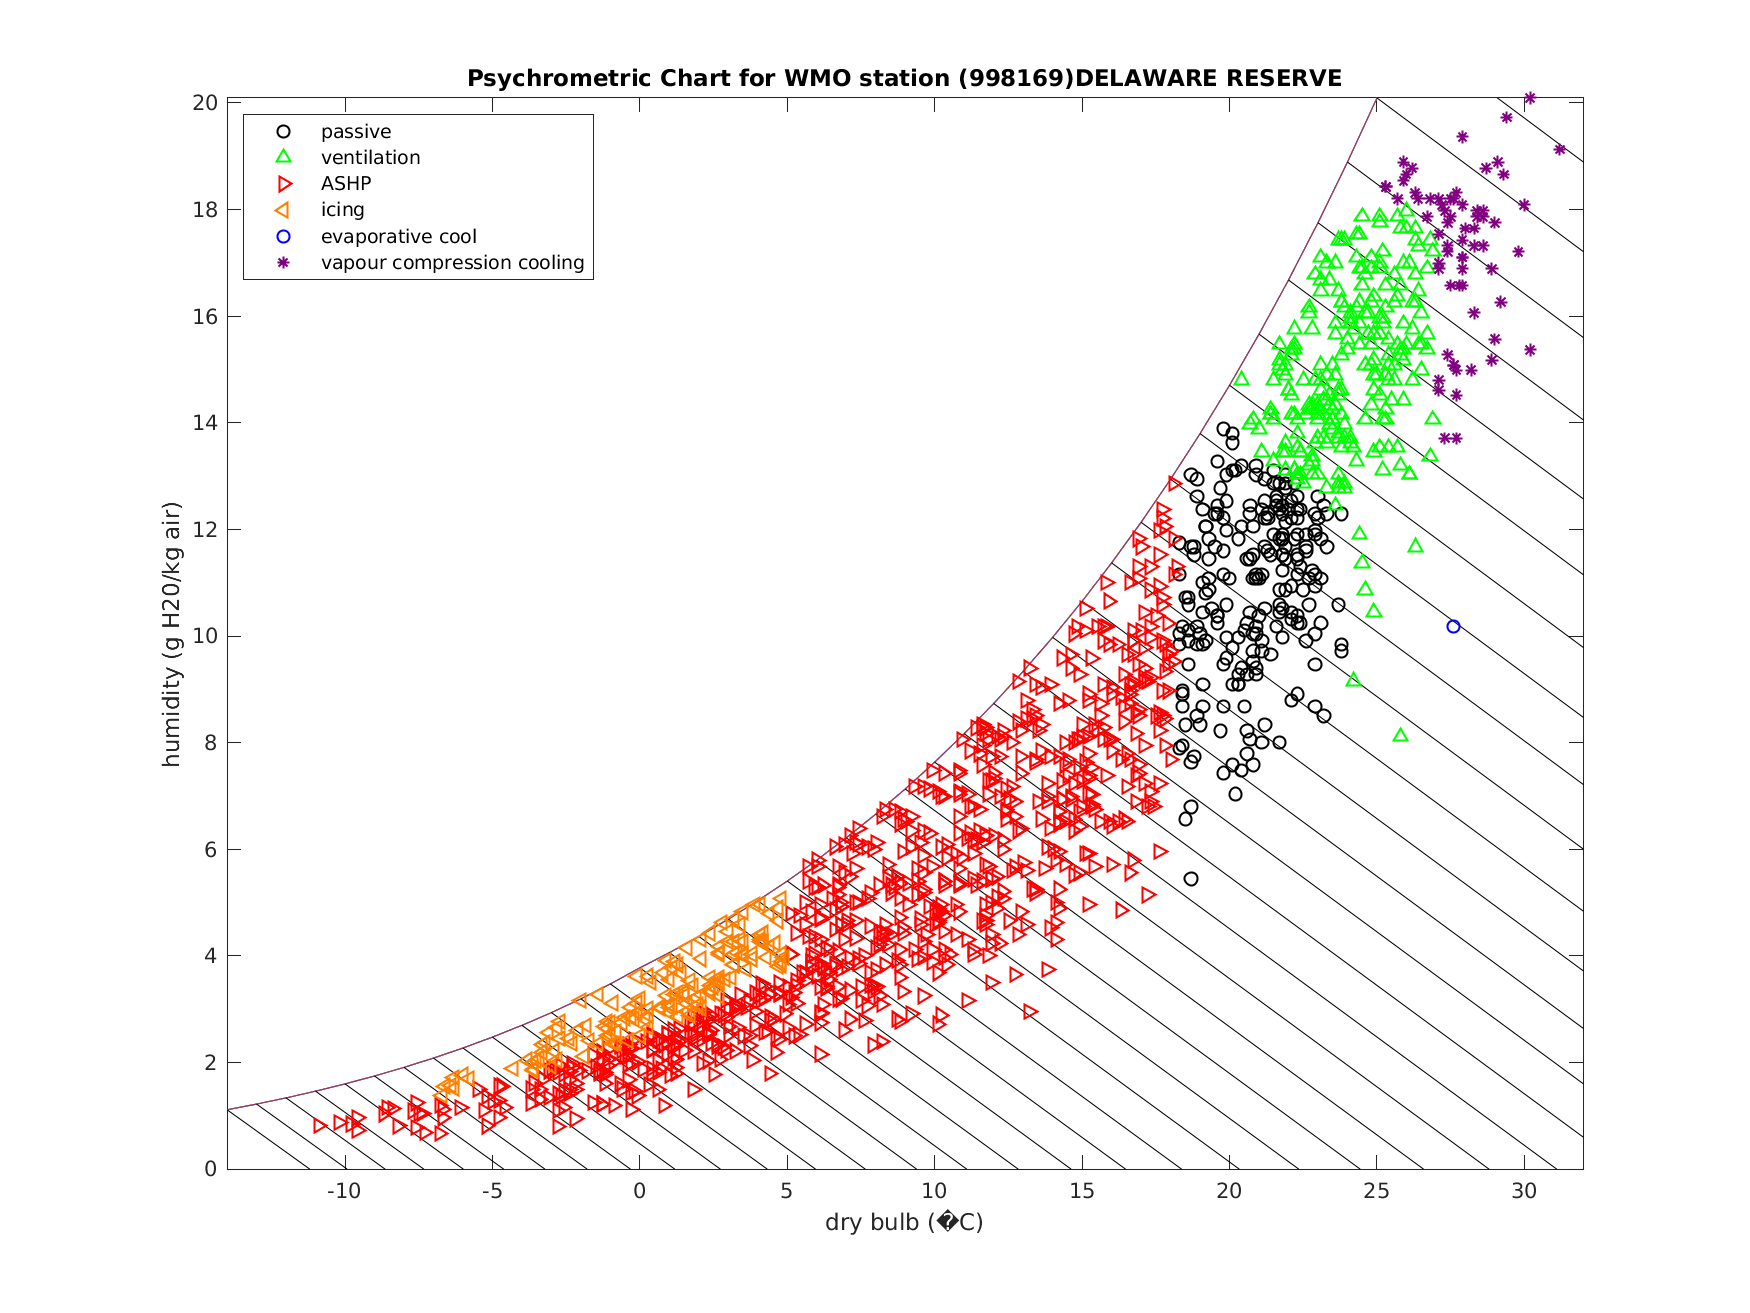 Psychrometric Chart for WMO station (998169)DELAWARE RESERVE
20
18
16
14
12
10
8
6
4
2
0
humidity (g H20/kg air)
passive
ventilation
ASHP
icing
evaporative cool
vapour compression cooling
-10 -5 0 5 10 15 20 25 30
dry bulb (�C)